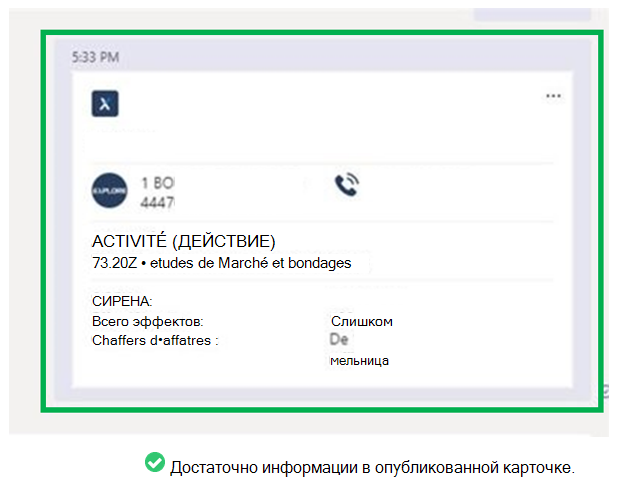 5:33 PM
X
...
EXPLORE
1 BO
4447
ACTIVITÉ (ДЕЙСТВИЕ)
73.20Z • etudes de Marché et bondages
СИРЕНА:
Всего эффектов: Слишком
Chaffers d•affatres : De
мельница
Достаточно информации в опубликованной карточке.